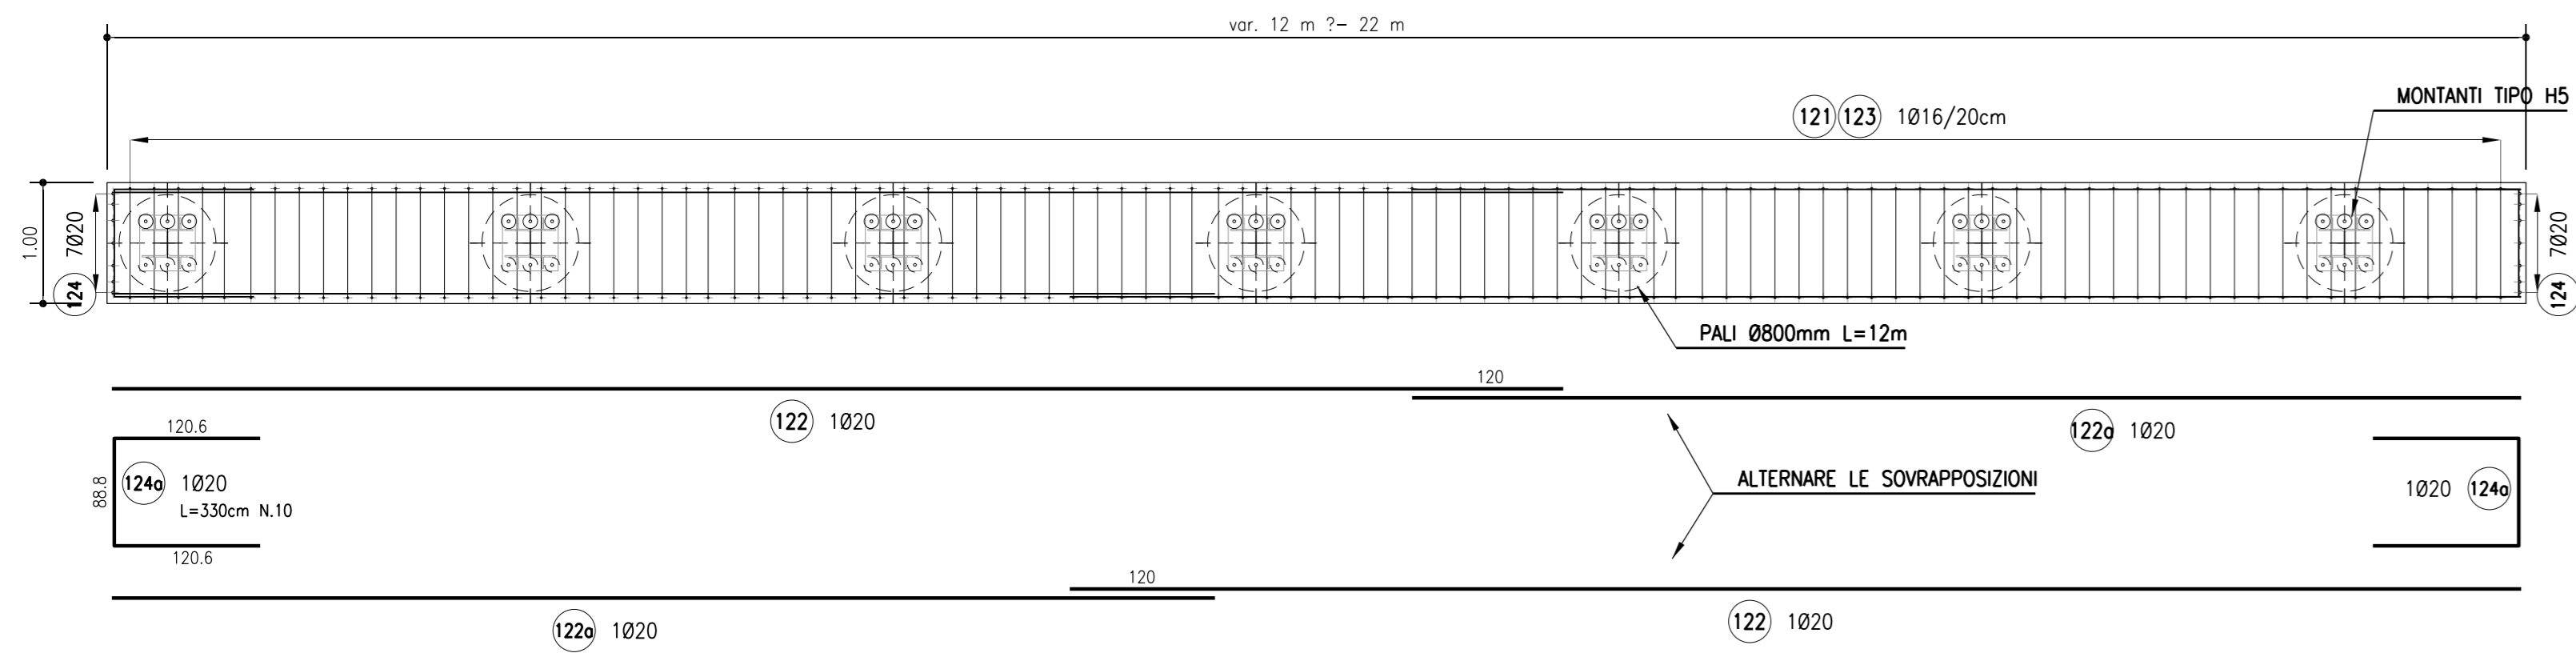 var. 12 m ?- 22 m
MONTANTI TIPO H5
121 123 1Ø16/20cm
1.00
7Ø20
124
7Ø20
124
PALI Ø800mm L=12m
120
122 1Ø20
122a 1Ø20
120.6
88.8
124a 1Ø20
L=330cm N.10
120.6
ALTERNARE LE SOVRAPPOSIZIONI
1Ø20 124a
120
122a 1Ø20
122 1Ø20